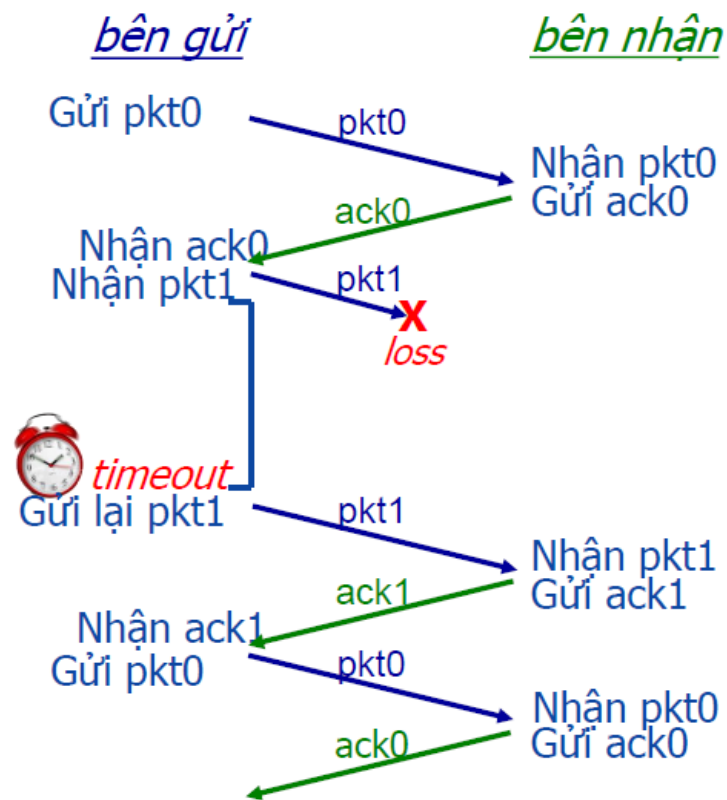 bên gửi
bên nhận
Gửi pkt0
pkt0
Nhận pkt0
Gửi ack0
ack0
Nhận ack0
Nhận pkt1
pkt1
X
loss
timeout
Gửi lại pkt1
pkt1
Nhận pkt1
Gửi ack1
ack1
Nhận ack1
Gửi pkt0
pkt0
Nhận pkt0
Gửi ack0
ack0